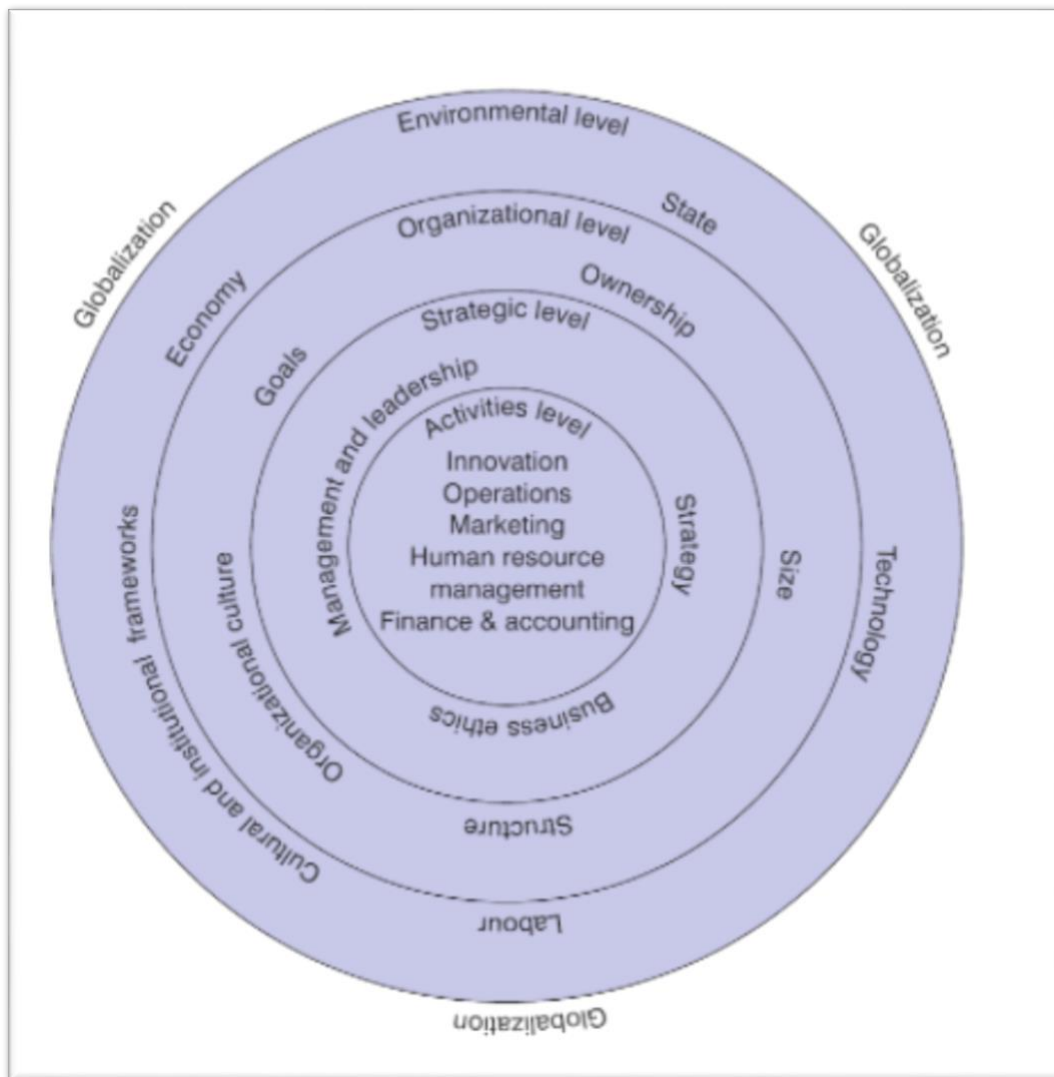 Globalization
Globalization
Globalization
Environmental level
State
Technology
Labour
Cultural and institutional frameworks
Economy
Organizational level
Ownership
Size
Structure
Organizational culture
Goals
Strategic level
Strategy
Business ethics
Management and leadership
Activities level
Innovation
Operations
Marketing
Human resource
management
Finance & accounting